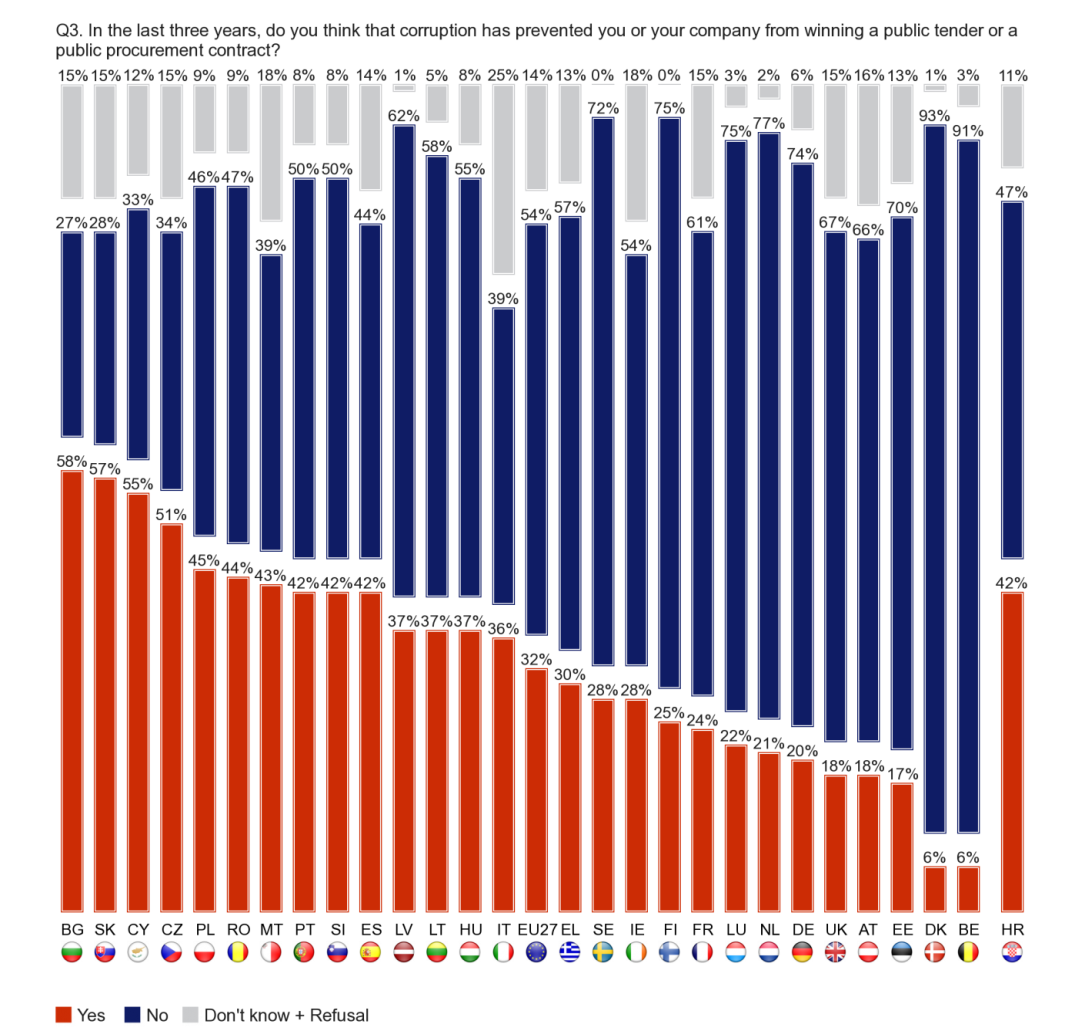 Q3. In the last three years, do you think that corruption has prevented you or your company from winning a public tender or a
public procurement contract?
15% 15% 12% 15% 9% 9% 18% 8% 8% 14% 1% 5% 8% 25% 14% 13% 0% 18% 0% 15% 3% 2% 6% 15% 16% 13% 1% 3% 11%
27% 28% 33% 34% 46% 47% 39% 50% 50% 44% 62% 58% 55% 39% 54% 57% 72% 54% 75% 61% 75% 77% 74% 67% 66% 70% 93% 91% 47%
58% 57% 55% 51% 45% 44% 43% 42% 42% 42% 37% 37% 37% 36% 32% 30% 28% 28% 25% 24% 22% 21% 20% 18% 18% 17% 6% 6% 42%
BG SK CY CZ PL RO MT PT SI ES LV LT HU IT EU27 EL SE IE FI FR LU NL DE UK AT EE DK BE HR
Yes No Don't know + Refusal